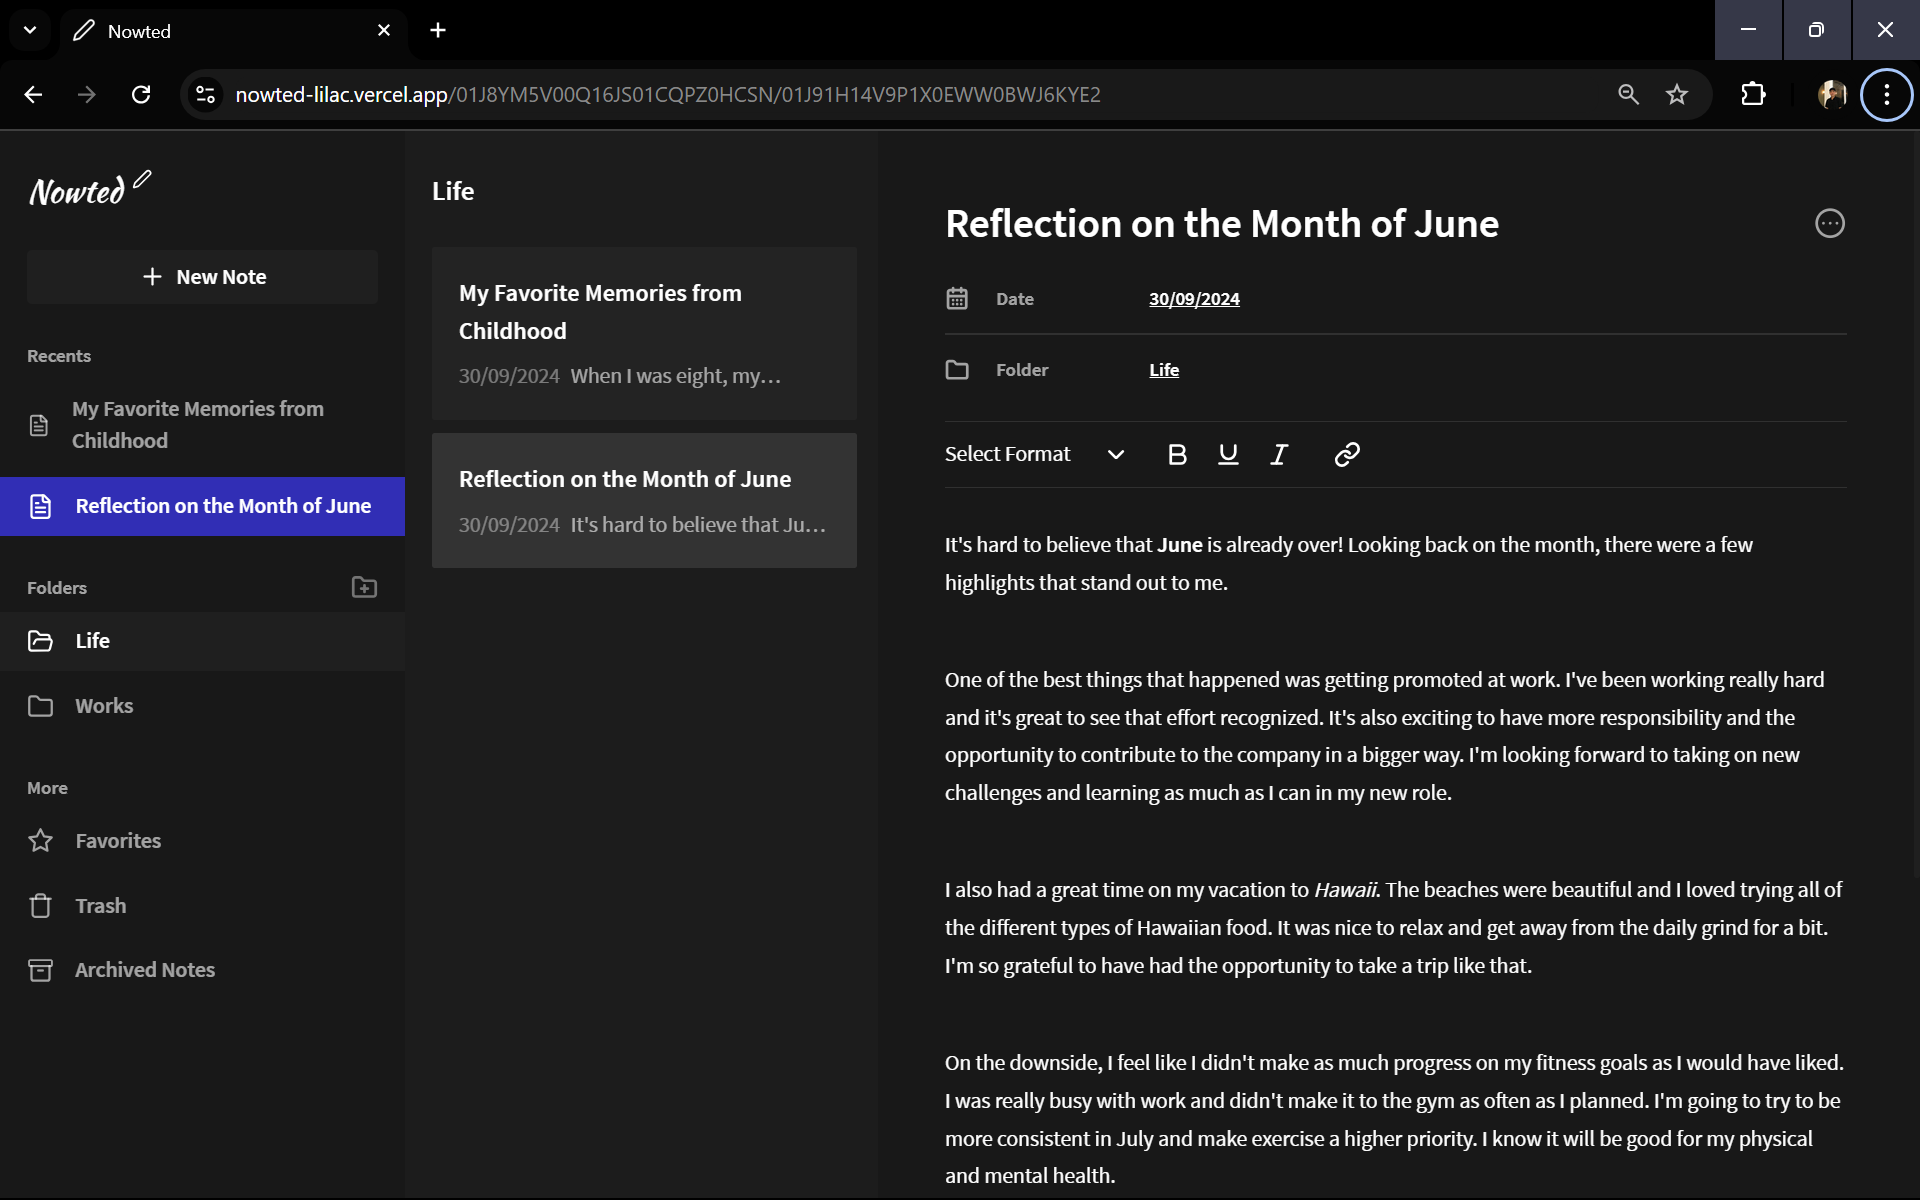 Nowted
nowted-lilac.vercel.app/01J8YM5V00Q16JS01CQPZ0HCSN/01J91H14V9P1X0EWW0BWJ6KYE2
Nowted
New Note
Recents
My Favorite Memories from
Childhood
Reflection on the Month of June
Folders
Life
Works
More
Favorites
Trash
Archived Notes
Life
My Favorite Memories from
Childhood
30/09/2024 When I was eight, my...
Reflection on the Month of June
30/09/2024 It's hard to believe that Ju...
Reflection on the Month of June
Date 30/09/2024
Folder Life
Select Format B U I
It's hard to believe that June is already over! Looking back on the month, there were a few
highlights that stand out to me.
One of the best things that happened was getting promoted at work. I've been working really hard
and it's great to see that effort recognized. It's also exciting to have more responsibility and the
opportunity to contribute to the company in a bigger way. I'm looking forward to taking on new
challenges and learning as much as I can in my new role.
I also had a great time on my vacation to Hawaii. The beaches were beautiful and I loved trying all of
the different types of Hawaiian food. It was nice to relax and get away from the daily grind for a bit.
I'm so grateful to have had the opportunity to take a trip like that.
On the downside, I feel like I didn't make as much progress on my fitness goals as I would have liked.
I was really busy with work and didn't make it to the gym as often as I planned. I'm going to try to be
more consistent in July and make exercise a higher priority. I know it will be good for my physical
and mental health.